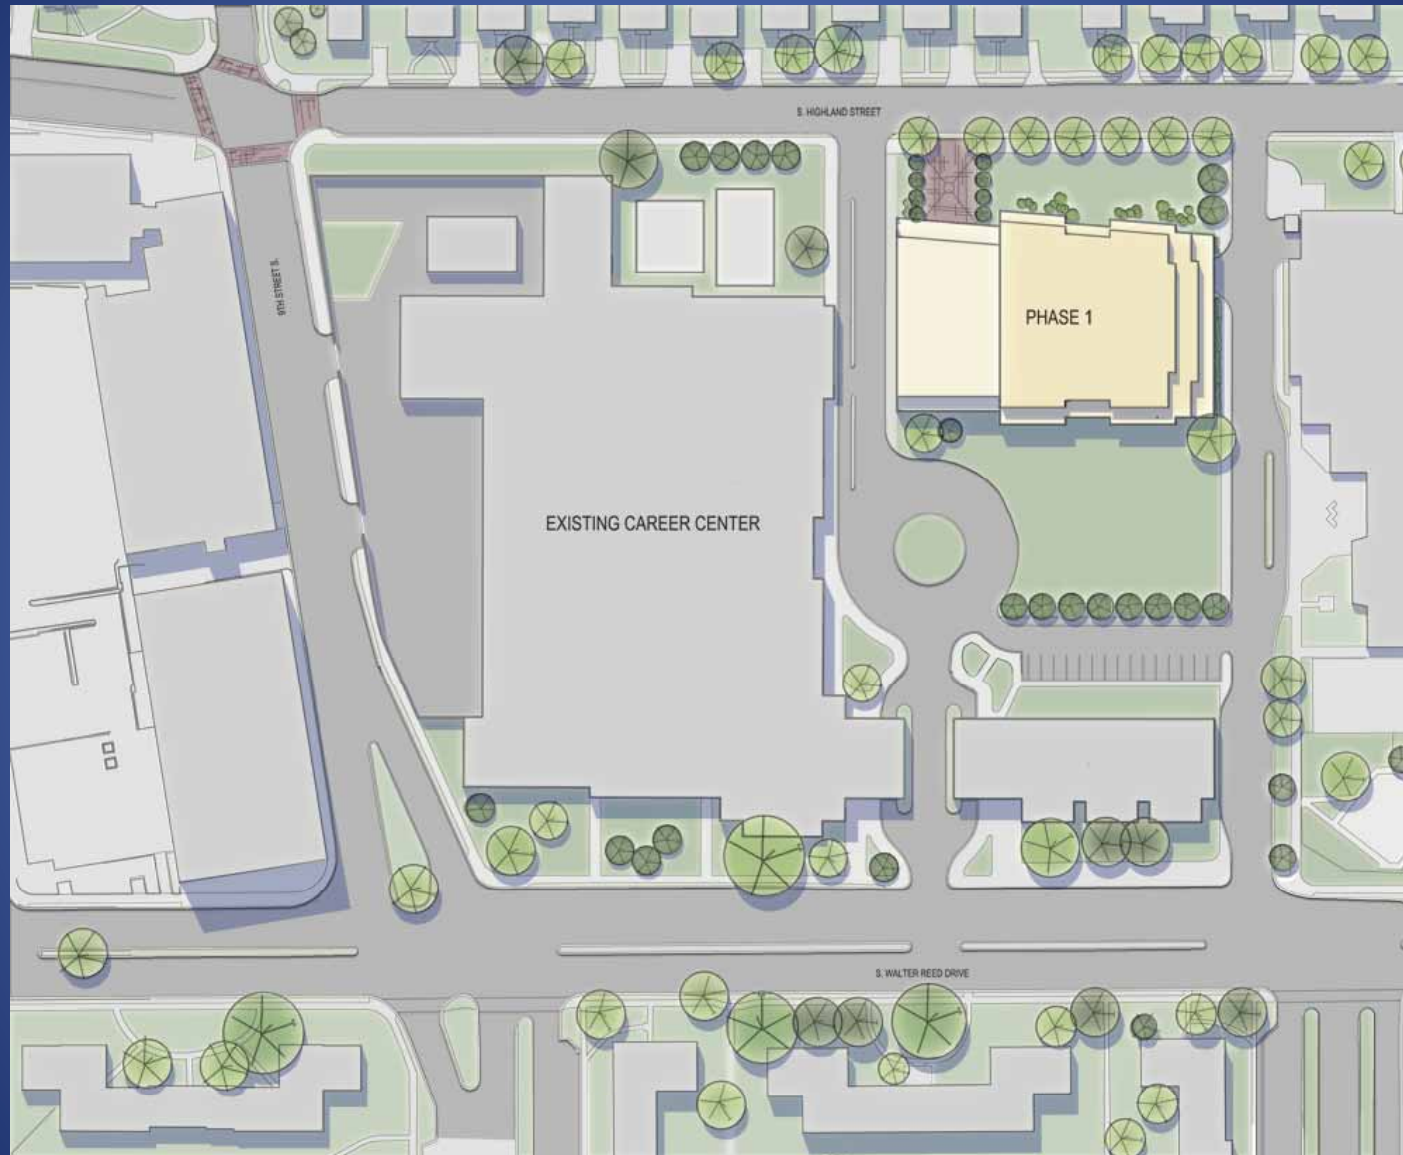 S. HIGHLAND STREET
9TH STREET S.
PHASE 1
EXISTING CAREER CENTER
S. WALTER REED DRIVE